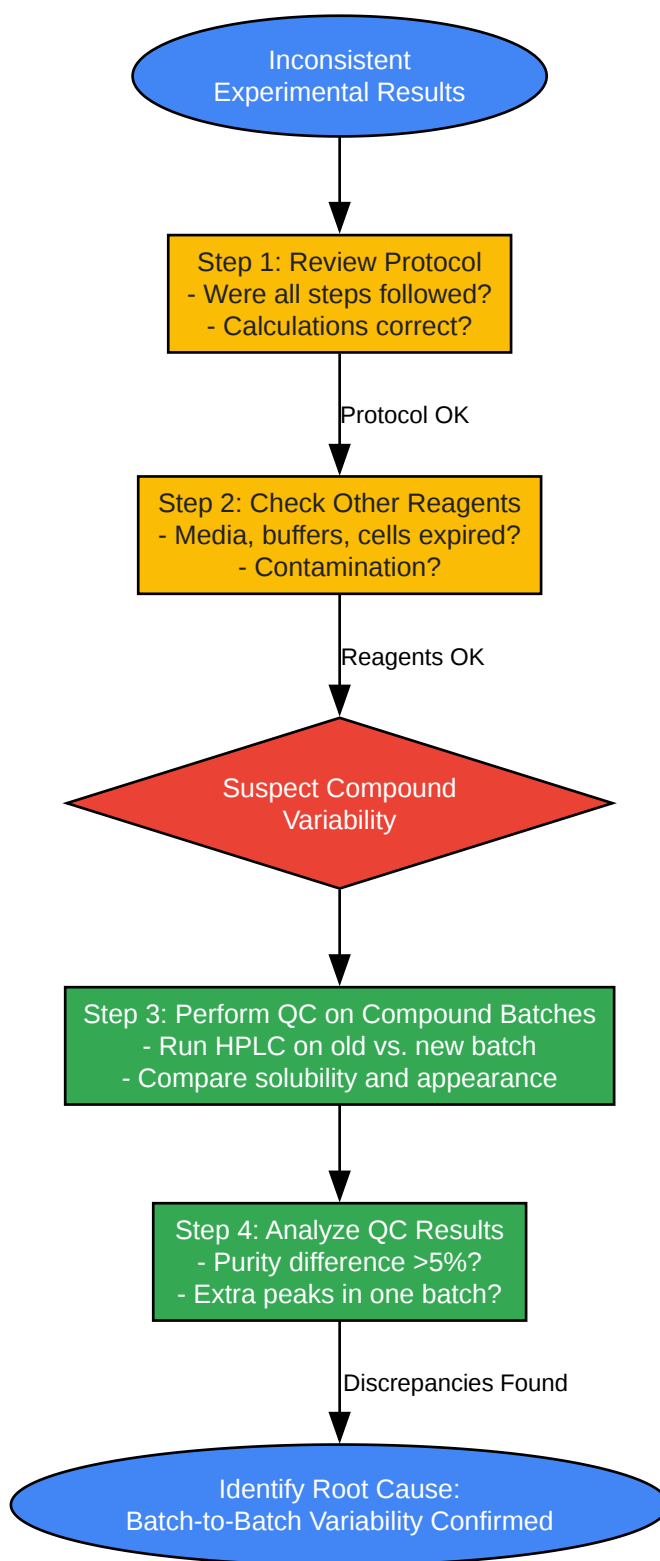 Inconsistent
Experimental Results
Step 1: Review Protocol
- Were all steps followed?
- Calculations correct?
Protocol OK
Step 2: Check Other Reagents
- Media, buffers, cells expired?
- Contamination?
Reagents OK
Suspect Compound
Variability
Step 3: Perform QC on Compound Batches
- Run HPLC on old vs. new batch
- Compare solubility and appearance
Step 4: Analyze QC Results
- Purity difference >5%?
- Extra peaks in one batch?
Discrepancies Found
Identify Root Cause:
Batch-to-Batch Variability Confirmed